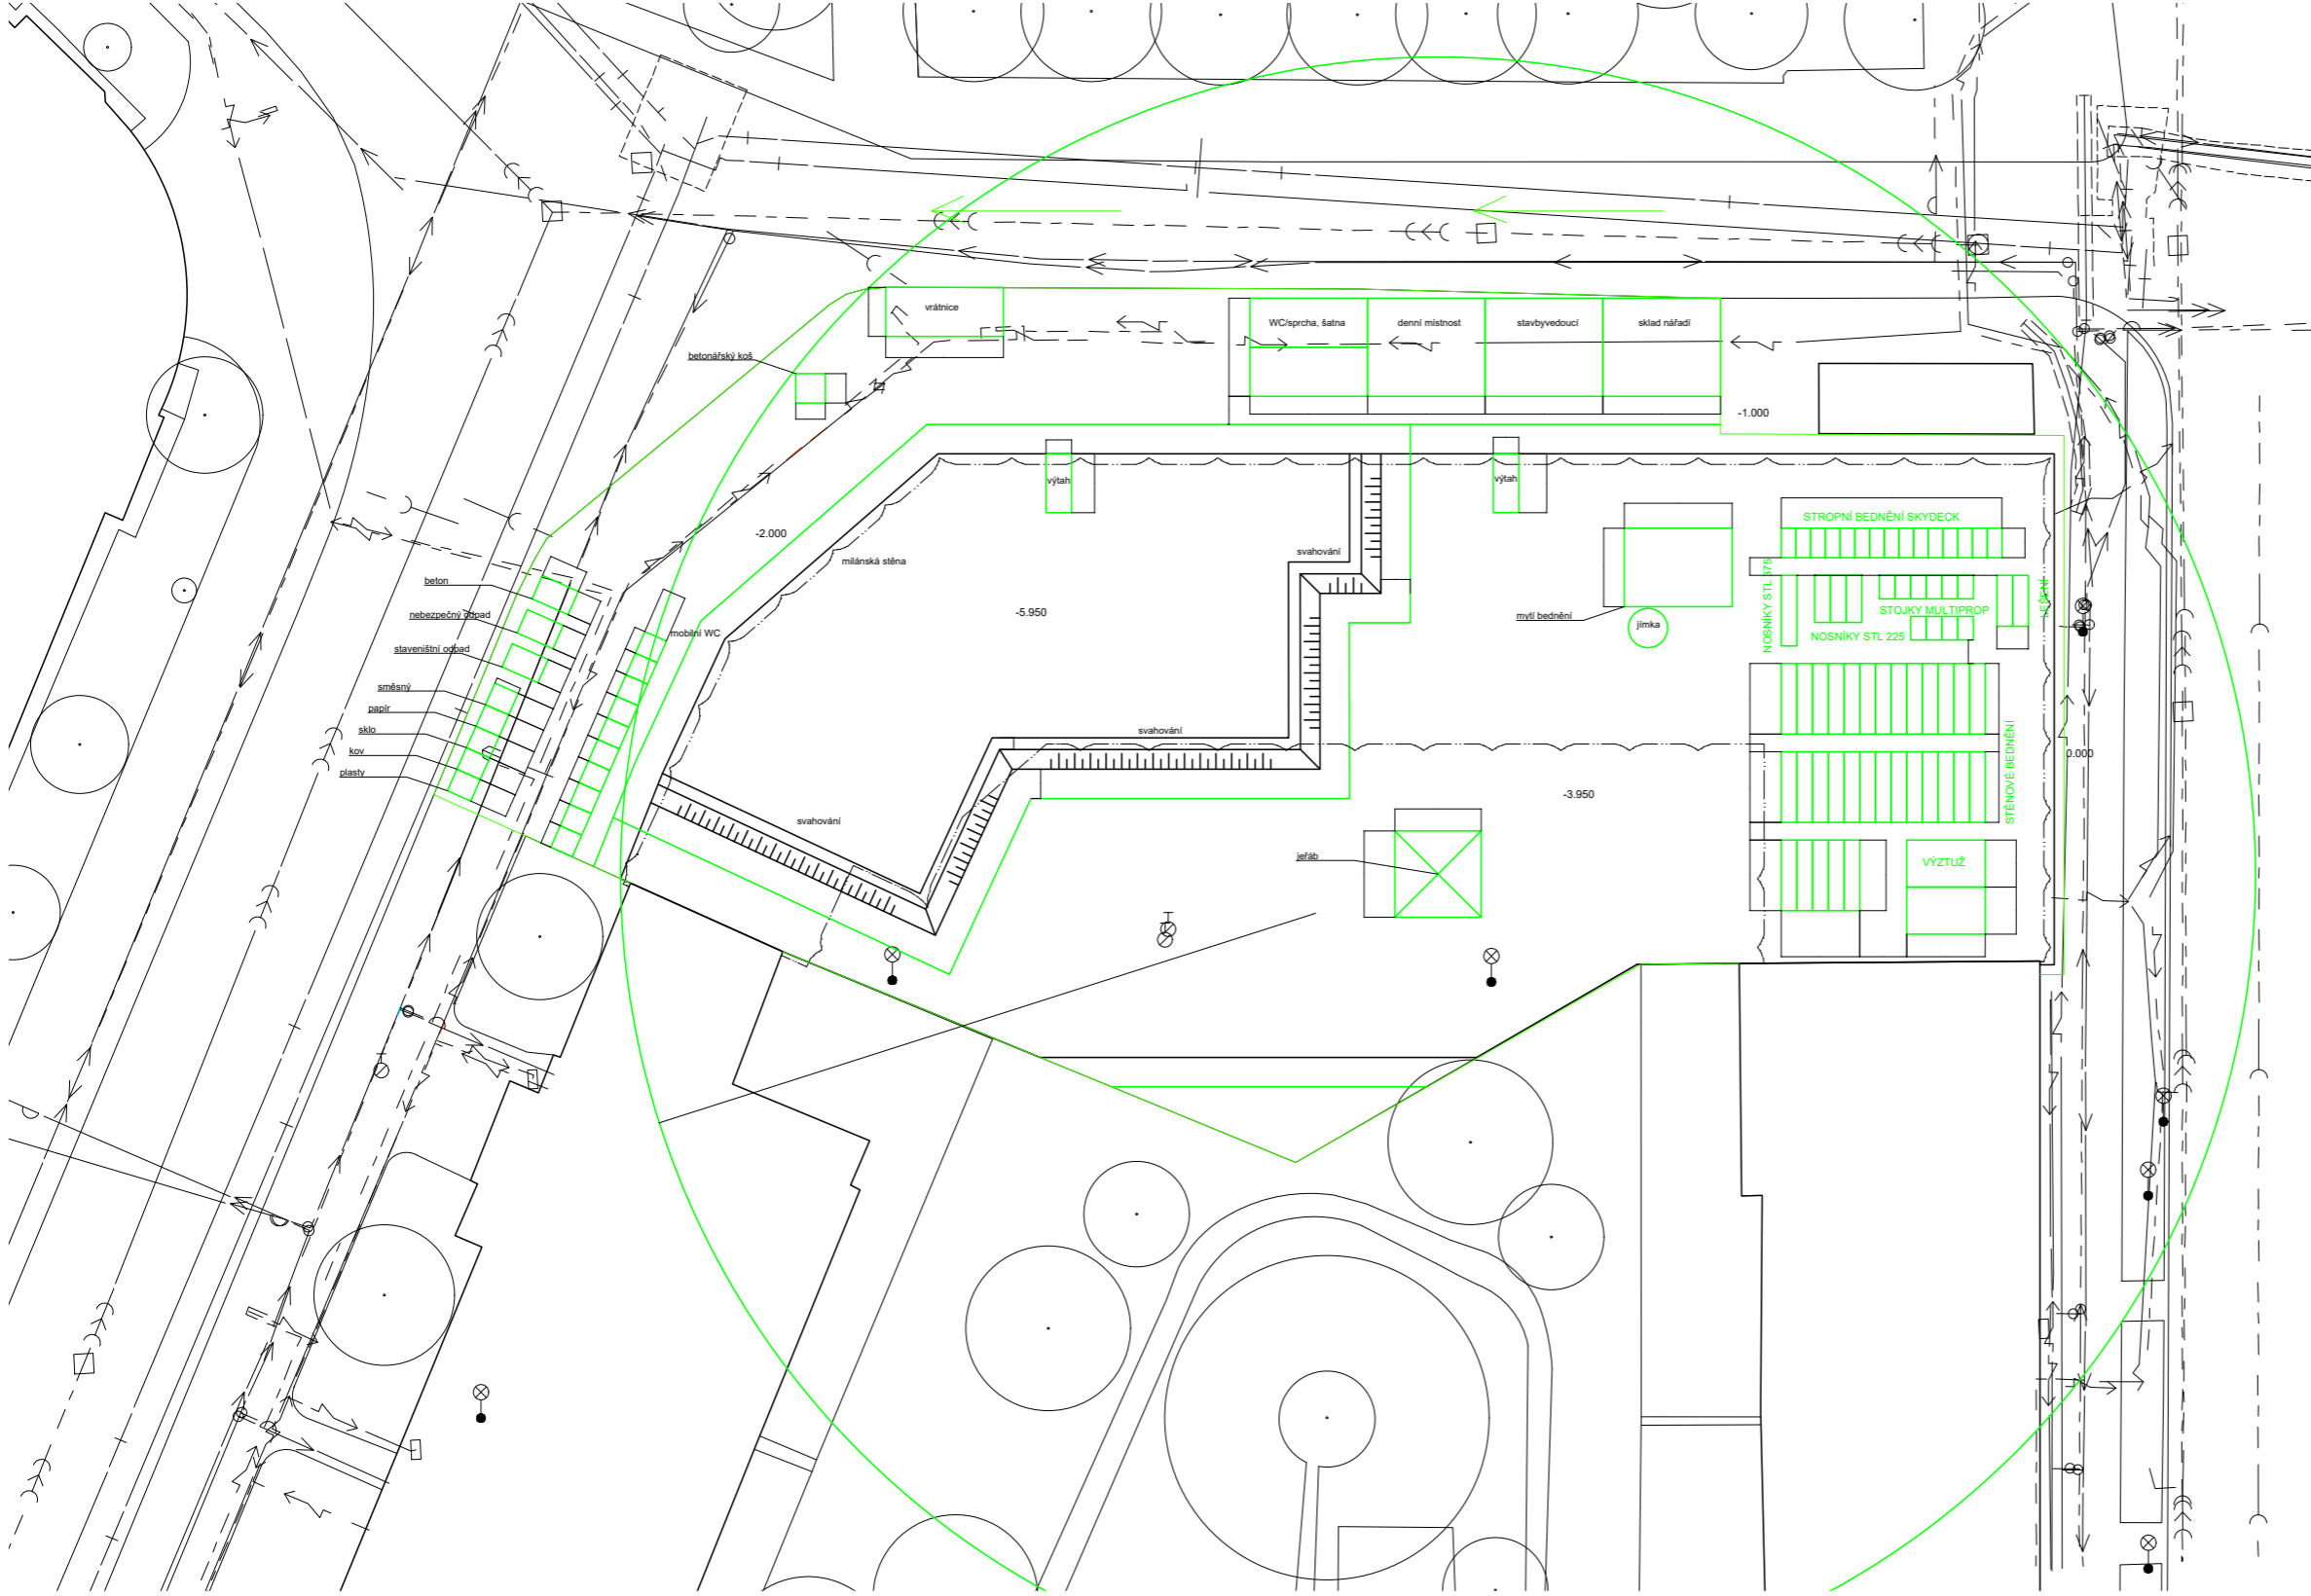 vrátnice
WC/sprcha, šatna
denní místnost
stavbyvedoucí
sklad nářadí
betonářský koš
-1.000
výtah
výtah
-2.000
milánská stěna
svahování
STROPNÍ BEDNĚNÍ SKYDECK
NOSNÍKY STL 375
LEŠENÍ
beton
nebezpečný odpad
staveništní odpad
směsný
papír
sklo
kov
plasty
mobilní WC
-5.950
mytí bednění
jímka
STOJKY MULTIPROP
NOSNÍKY STL 225
svahování
STĚNOVÉ BEDNĚNÍ
0.000
-3.950
svahování
jeřáb
VÝZTUŽ